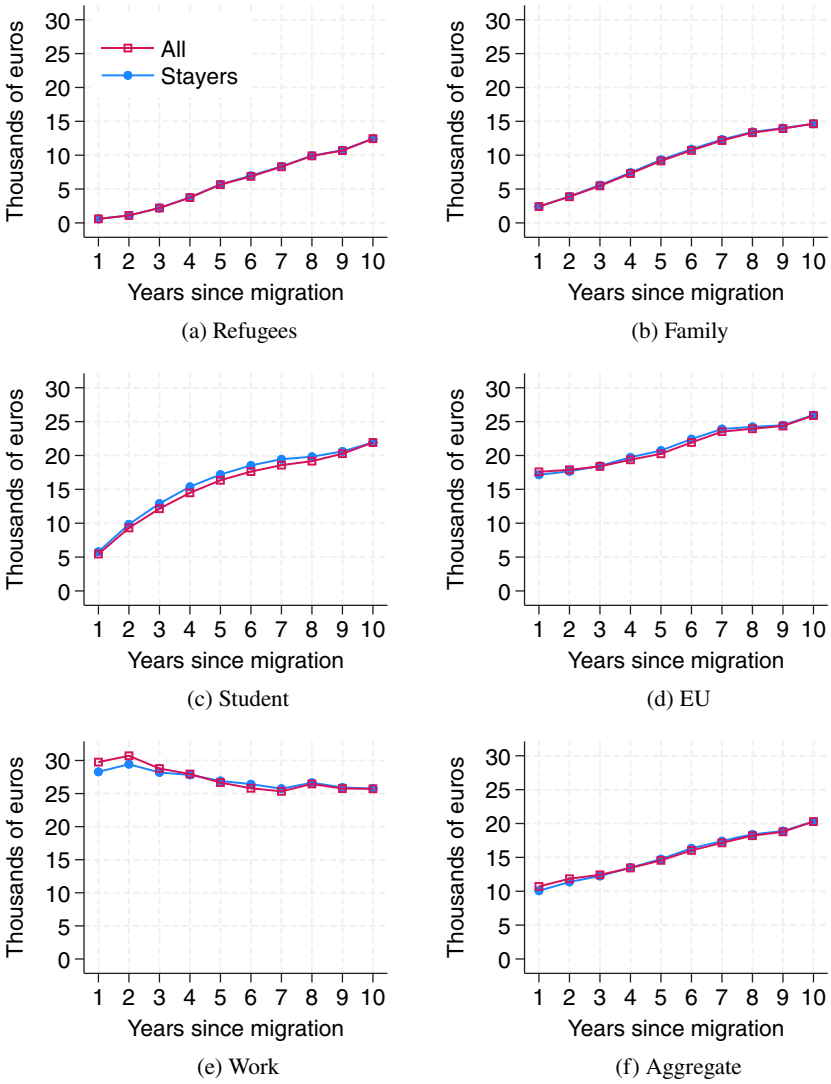 Thousands of euros
30
25
20
15
10
5
0
All
Stayers
1 2 3 4 5 6 7 8 9 10
Years since migration
(a) Refugees
Thousands of euros
30
25
20
15
10
5
0
1 2 3 4 5 6 7 8 9 10
Years since migration
(b) Family
Thousands of euros
30
25
20
15
10
5
0
1 2 3 4 5 6 7 8 9 10
Years since migration
(c) Student
Thousands of euros
30
25
20
15
10
5
0
1 2 3 4 5 6 7 8 9 10
Years since migration
(d) EU
Thousands of euros
30
25
20
15
10
5
0
1 2 3 4 5 6 7 8 9 10
Years since migration
(e) Work
Thousands of euros
30
25
20
15
10
5
0
1 2 3 4 5 6 7 8 9 10
Years since migration
(f) Aggregate